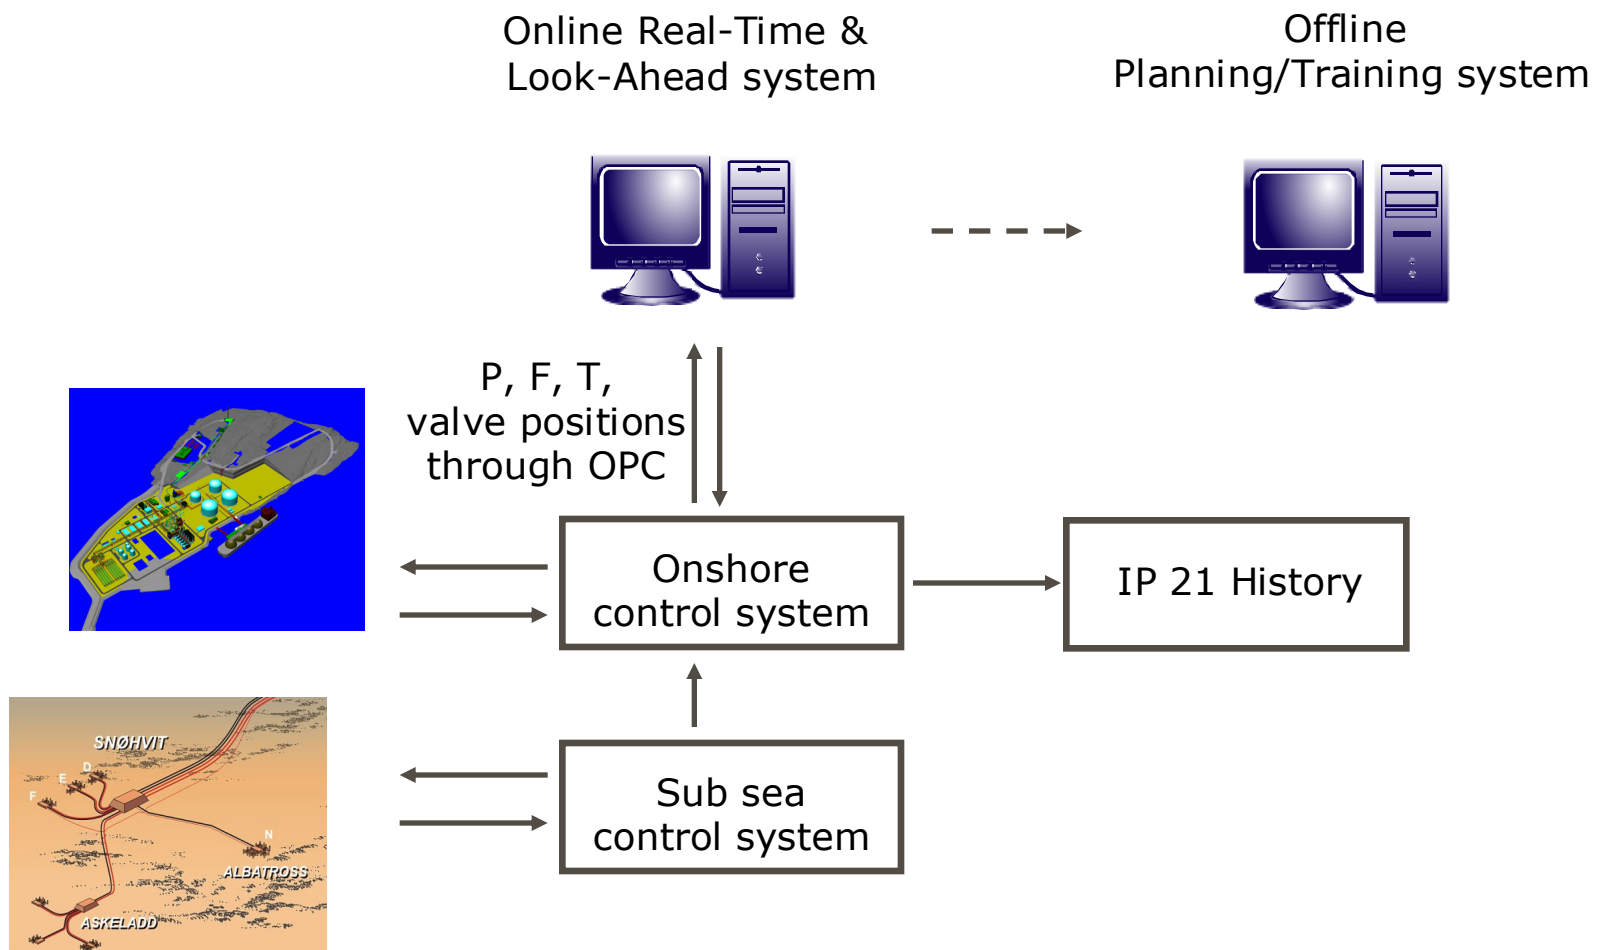 Online Real-Time &
Look-Ahead system
Offline
Planning/Training system
P, F, T,
valve positions
through OPC
Onshore
control system
IP 21 History
Sub sea
control system
SNØHVIT
D
E
F
N
ALBATROSS
ASKELADD